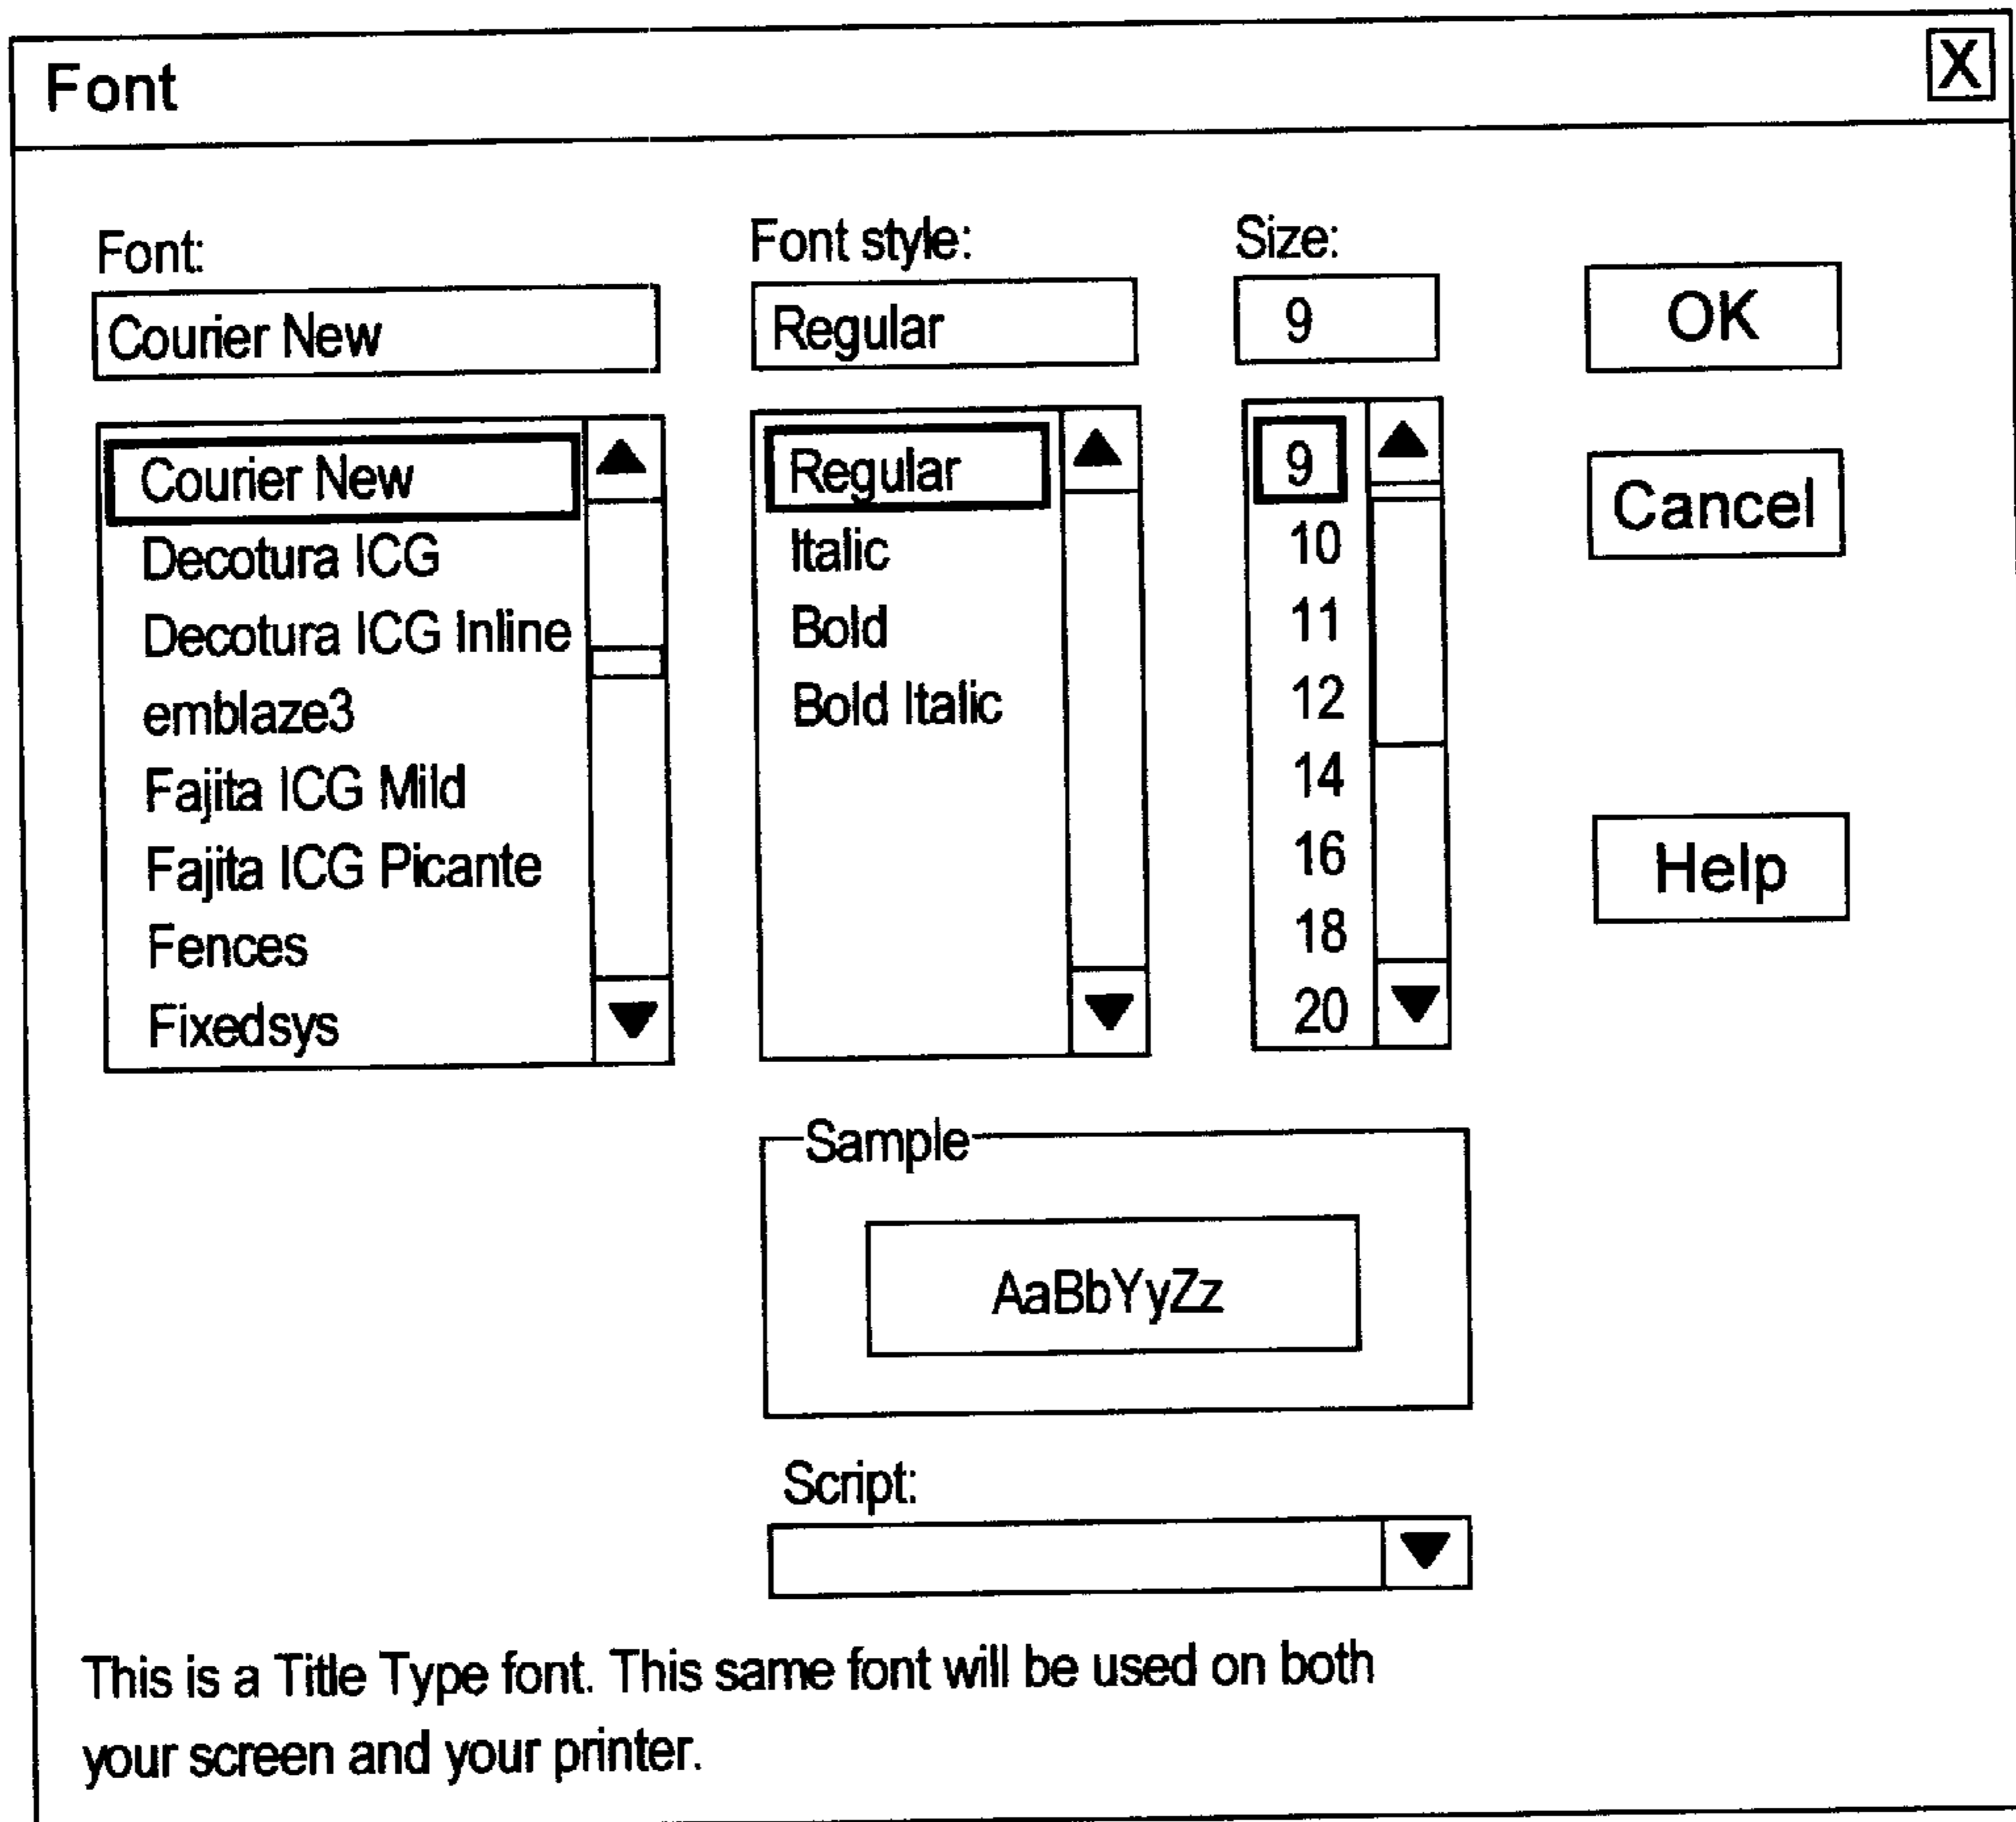 Font
X
Font:
Courier New
Courier New
Decotura ICG
Decotura ICG Inline
emblaze3
Fajita ICG Mild
Fajita ICG Picante
Fences
Fixedsys
Font style:
Regular
Regular
Italic
Bold
Bold Italic
Size:
9
9
10
11
12
14
16
18
20
OK
Cancel
Help
Sample
AaBbYyZz
Script:
This is a Title Type font. This same font will be used on both
your screen and your printer.